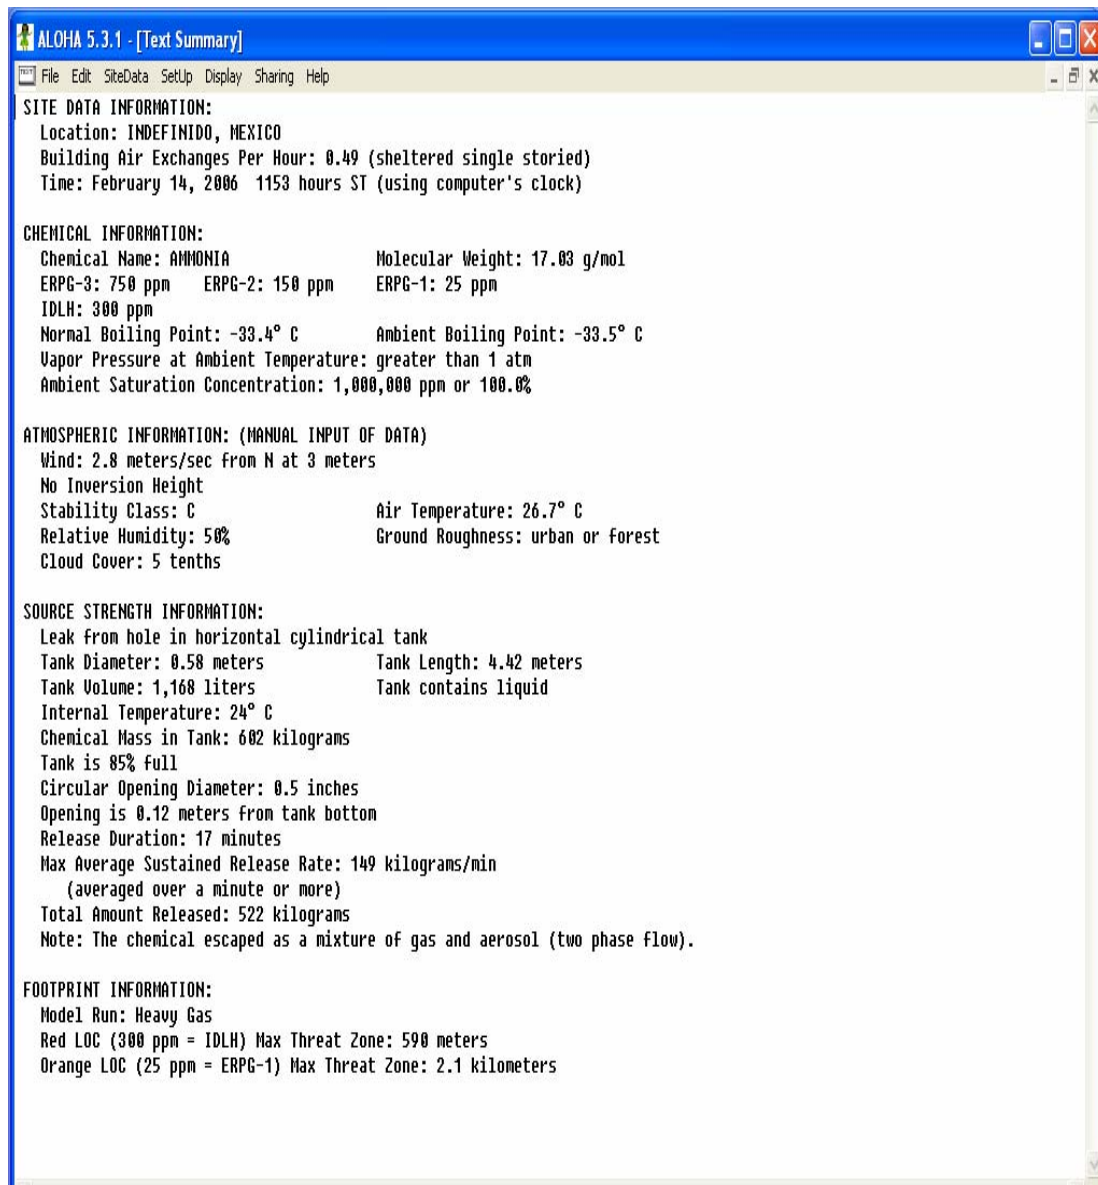 ALOHA 5.3.1 - [Text Summary]
File Edit SiteData SetUp Display Sharing Help
SITE DATA INFORMATION:
Location: INDEFINIDO, MEXICO
Building Air Exchanges Per Hour: 0.49 (sheltered single storied)
Time: February 14, 2006 1153 hours ST (using computer's clock)
CHEMICAL INFORMATION:
Chemical Name: AMMONIA Molecular Weight: 17.03 g/mol
ERPG-3: 750 ppm ERPG-2: 150 ppm ERPG-1: 25 ppm
IDLH: 300 ppm
Normal Boiling Point: -33.4° C Ambient Boiling Point: -33.5° C
Vapor Pressure at Ambient Temperature: greater than 1 atm
Ambient Saturation Concentration: 1,000,000 ppm or 100.0%
ATMOSPHERIC INFORMATION: (MANUAL INPUT OF DATA)
Wind: 2.8 meters/sec from N at 3 meters
No Inversion Height
Stability Class: C Air Temperature: 26.7° C
Relative Humidity: 50% Ground Roughness: urban or forest
Cloud Cover: 5 tenths
SOURCE STRENGTH INFORMATION:
Leak from hole in horizontal cylindrical tank
Tank Diameter: 0.58 meters Tank Length: 4.42 meters
Tank Volume: 1,168 liters Tank contains liquid
Internal Temperature: 24° C
Chemical Mass in Tank: 602 kilograms
Tank is 85% full
Circular Opening Diameter: 0.5 inches
Opening is 0.12 meters from tank bottom
Release Duration: 17 minutes
Max Average Sustained Release Rate: 149 kilograms/min
(averaged over a minute or more)
Total Amount Released: 522 kilograms
Note: The chemical escaped as a mixture of gas and aerosol (two phase flow).
FOOTPRINT INFORMATION:
Model Run: Heavy Gas
Red LOC (300 ppm = IDLH) Max Threat Zone: 590 meters
Orange LOC (25 ppm = ERPG-1) Max Threat Zone: 2.1 kilometers